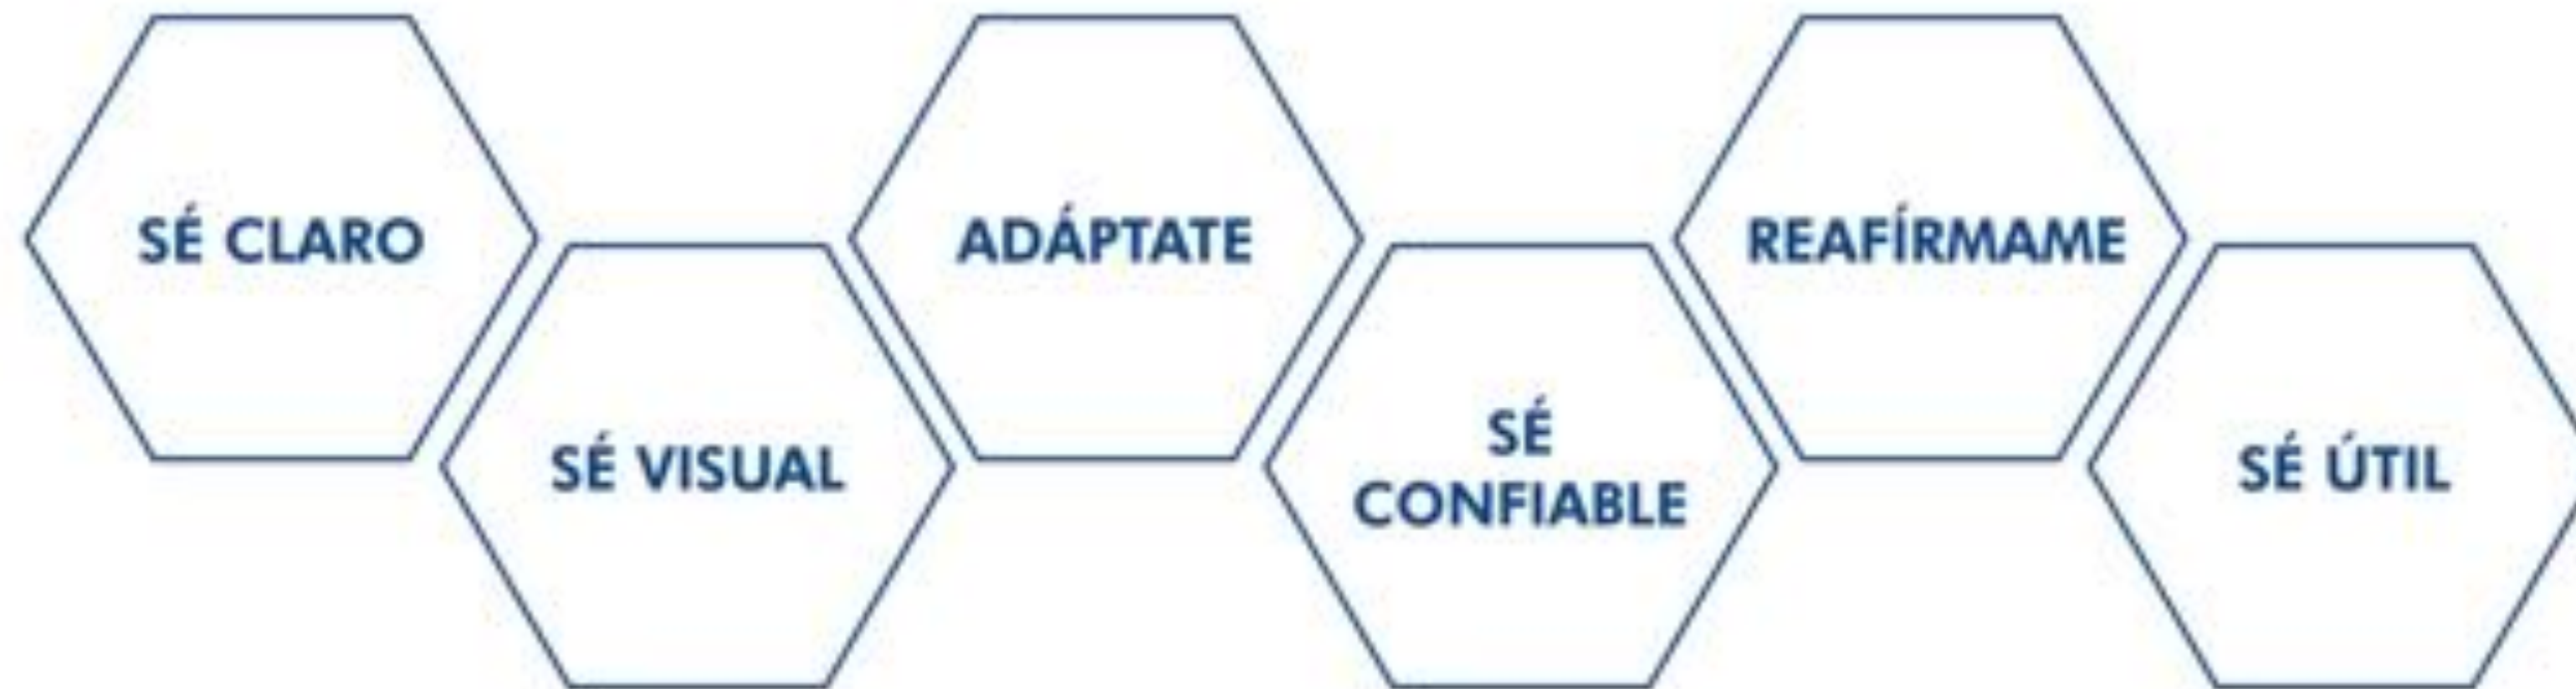 SÉ CLARO
SÉ VISUAL
ADÁPTATE
SÉ
CONFIABLE
REAFÍRMAME
SÉ ÚTIL